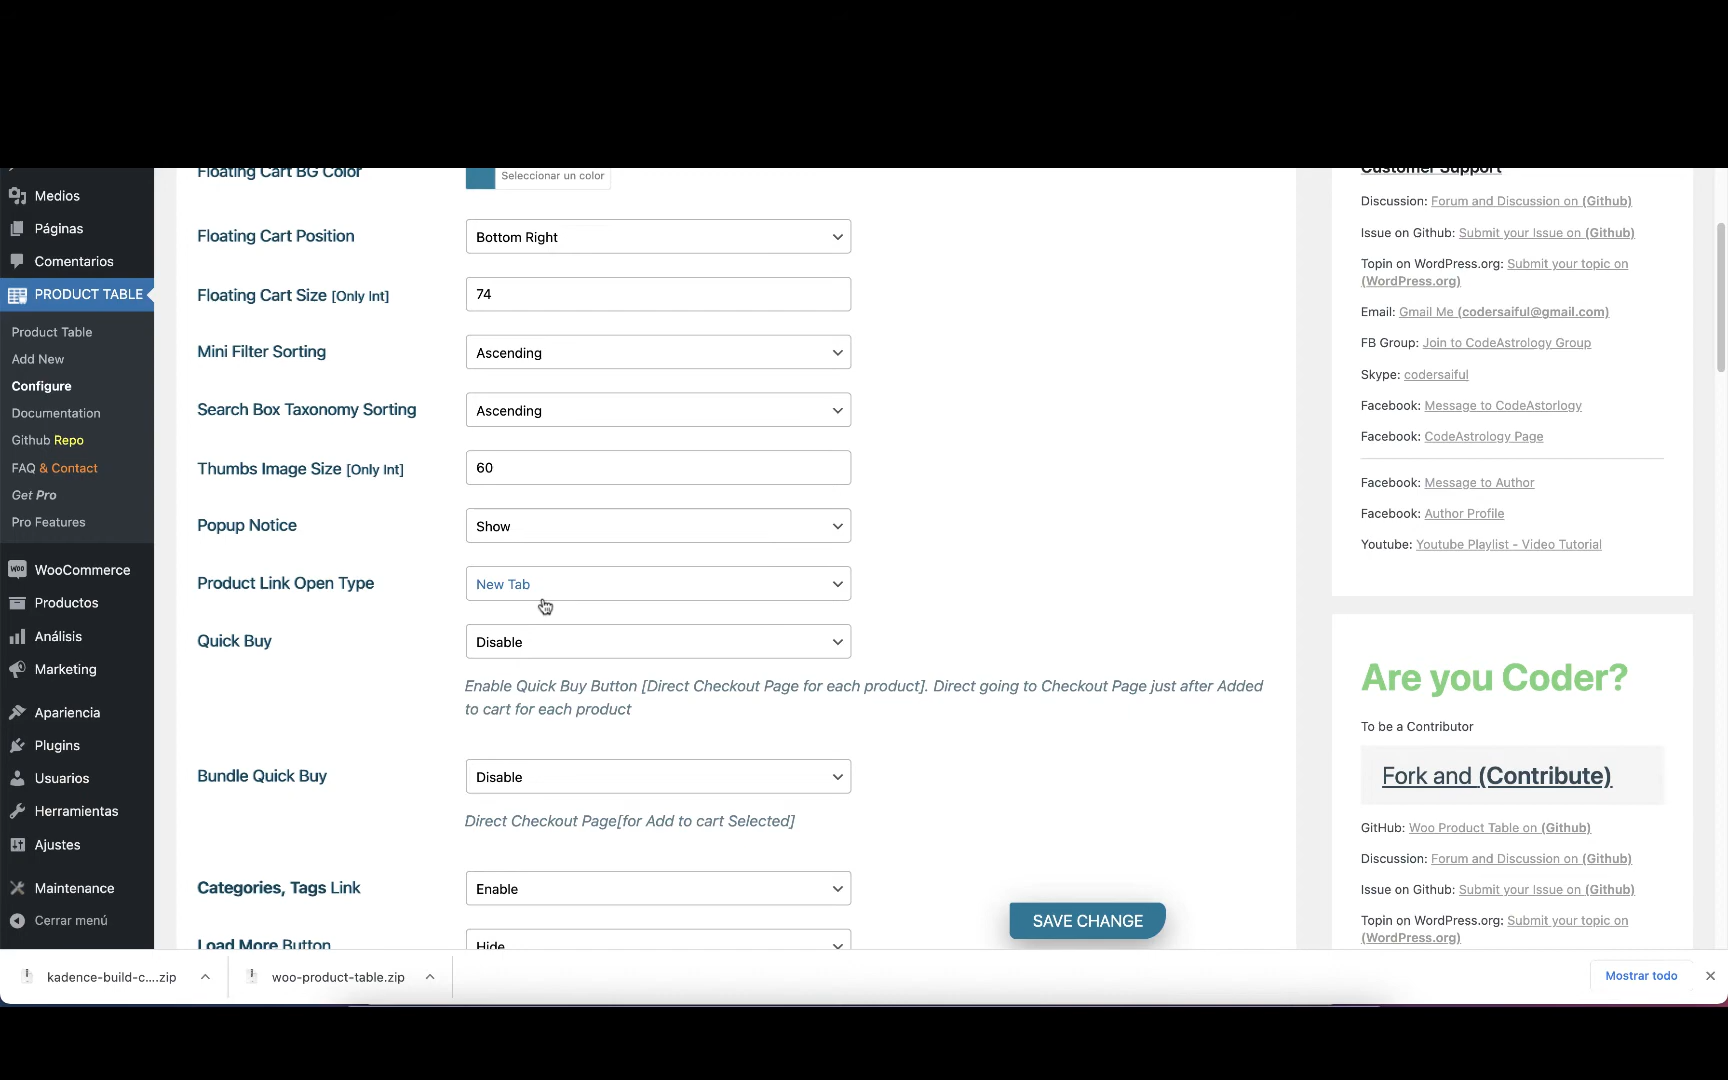 Medios
Páginas
Comentarios
PRODUCT TABLE
Product Table
Add New
Configure
Documentation
Github Repo
FAQ & Contact
Get Pro
Pro Features
WooCommerce
Productos
Análisis
Marketing
Apariencia
Plugins
Usuarios
Herramientas
Ajustes
Maintenance
Cerrar menú
Floating Cart BG Color
Seleccionar un color
Floating Cart Position
Bottom Right
Floating Cart Size [Only Int]
74
Mini Filter Sorting
Ascending
Search Box Taxonomy Sorting
Ascending
Thumbs Image Size [Only Int]
60
Popup Notice
Show
Product Link Open Type
New Tab
Quick Buy
Disable
Enable Quick Buy Button [Direct Checkout Page for each product]. Direct going to Checkout Page just after Added
to cart for each product
Bundle Quick Buy
Disable
Direct Checkout Page[for Add to cart Selected]
Categories, Tags Link
Enable
Load More Button
Hide
SAVE CHANGE
Customer Support
Discussion: Forum and Discussion on (Github)
Issue on Github: Submit your Issue on (Github)
Topin on WordPress.org: Submit your topic on
(WordPress.org)
Email: Gmail Me (codersaiful@gmail.com)
FB Group: Join to CodeAstrology Group
Skype: codersaiful
Facebook: Message to CodeAstorlogy
Facebook: CodeAstrology Page
Facebook: Message to Author
Facebook: Author Profile
Youtube: Youtube Playlist - Video Tutorial
Are you Coder?
To be a Contributor
Fork and (Contribute)
GitHub: Woo Product Table on (Github)
Discussion: Forum and Discussion on (Github)
Issue on Github: Submit your Issue on (Github)
Topin on WordPress.org: Submit your topic on
(WordPress.org)
kadence-build-c....zip
woo-product-table.zip
Mostrar todo